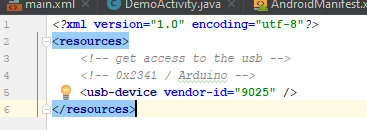 main.xml DemoActivity.java AndroidManifest.x
1 <?xml version="1.0" encoding="utf-8"?>
2 <resources>
3 <!-- get access to the usb -->
4 <!-- 0x2341 / Arduino -->
5 <usb-device vendor-id="9025" />
6 </resources>